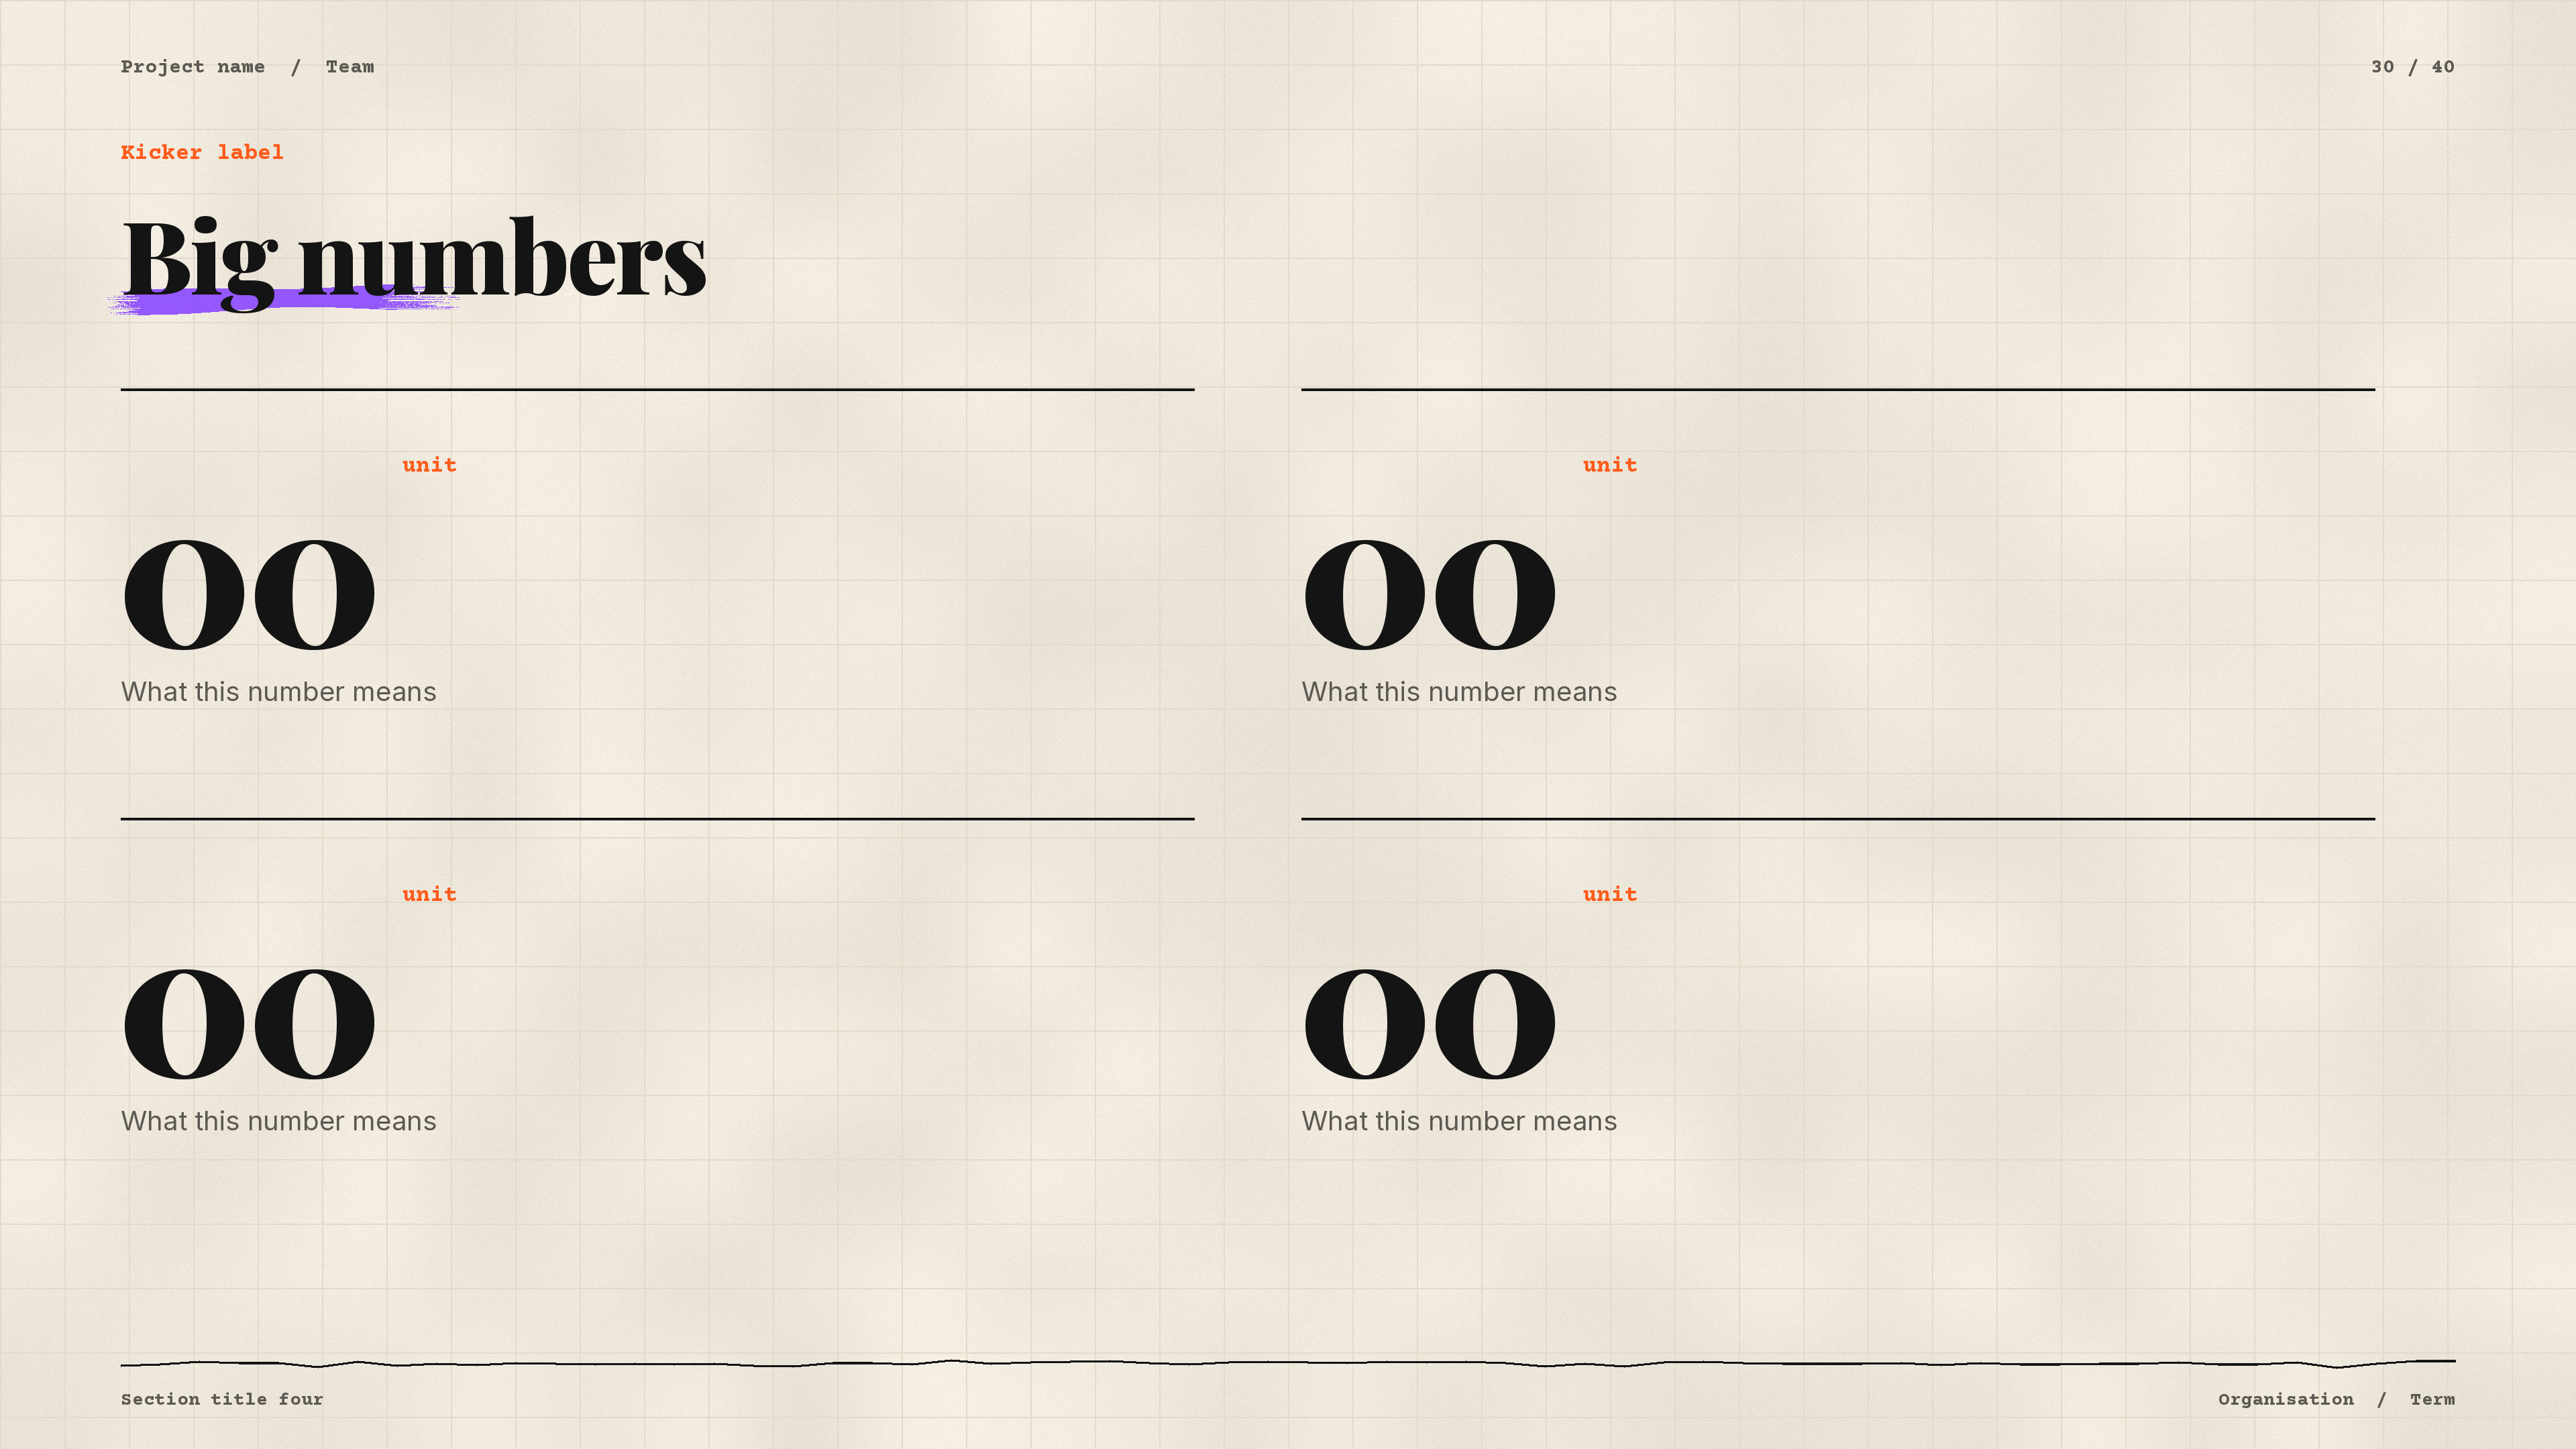 Project name / Team
30 / 40
Kicker label
Big numbers
unit
00
What this number means
unit
00
What this number means
unit
00
What this number means
unit
00
What this number means
Section title four
Organisation / Term